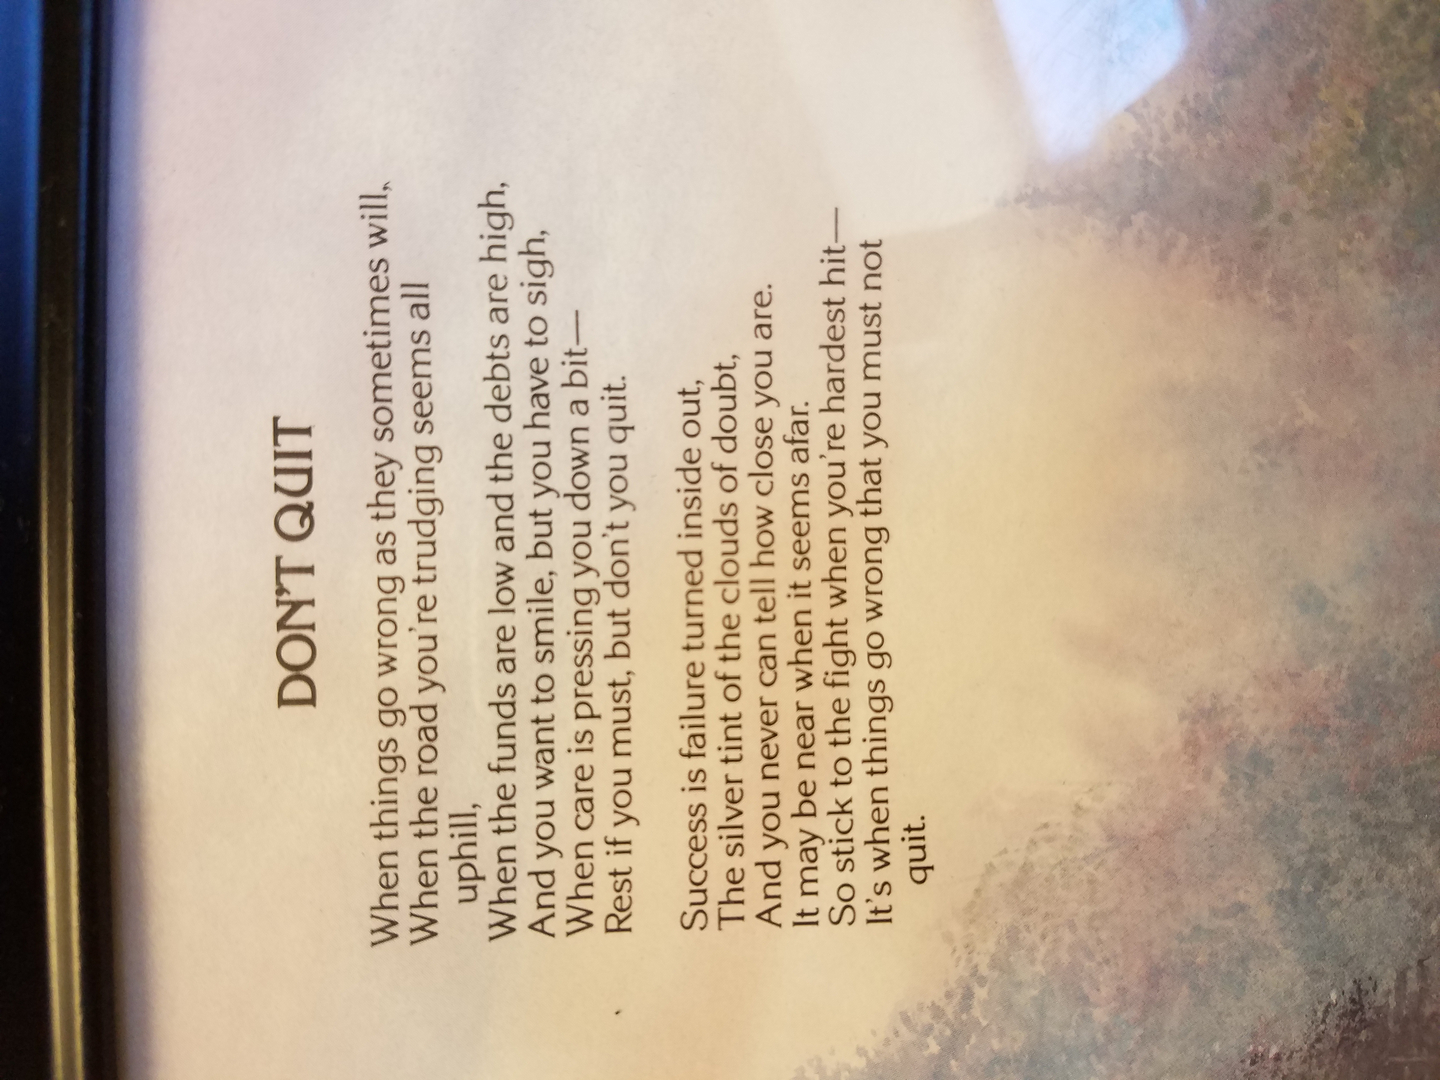 DON'T QUIT
When things go wrong as they sometimes will,
When the road you're trudging seems all
uphill,
When the funds are low and the debts are high,
And you want to smile, but you have to sigh,
When care is pressing you down a bit—
Rest if you must, but don't you quit.
Success is failure turned inside out,
The silver tint of the clouds of doubt,
And you never can tell how close you are.
It may be near when it seems afar.
So stick to the fight when you're hardest hit—
It's when things go wrong that you must not
quit.